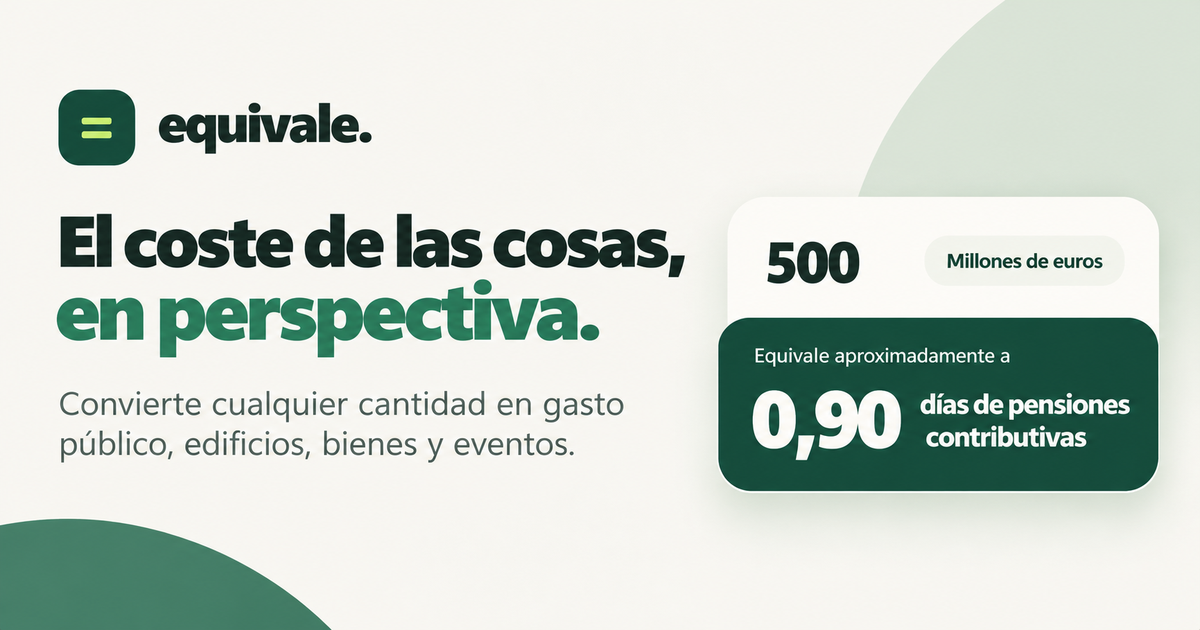 =
equivale.
El coste de las cosas,
en perspectiva.
Convierte cualquier cantidad en gasto
público, edificios, bienes y eventos.
500
Millones de euros
Equivale aproximadamente a
0,90
días de pensiones
contributivas